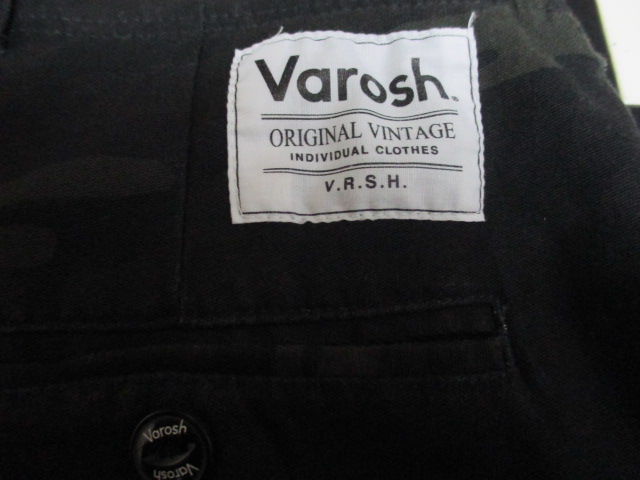 Varosh.
ORIGINAL VINTAGE
INDIVIDUAL CLOTHES
V.R.S.H.
Varosh
Varosh